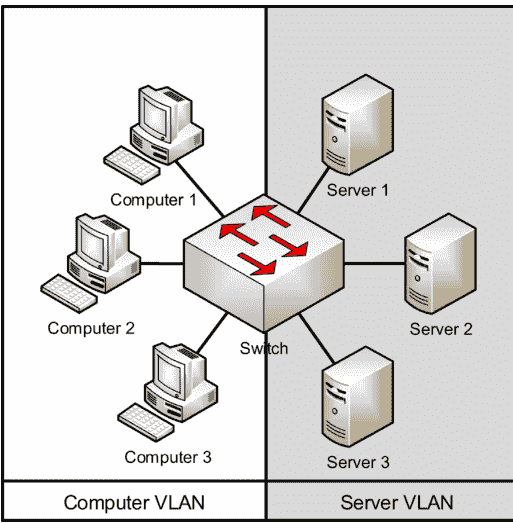 Computer 1
Server 1
Computer 2
Server 2
Switch
Computer 3
Server 3
Computer VLAN
Server VLAN